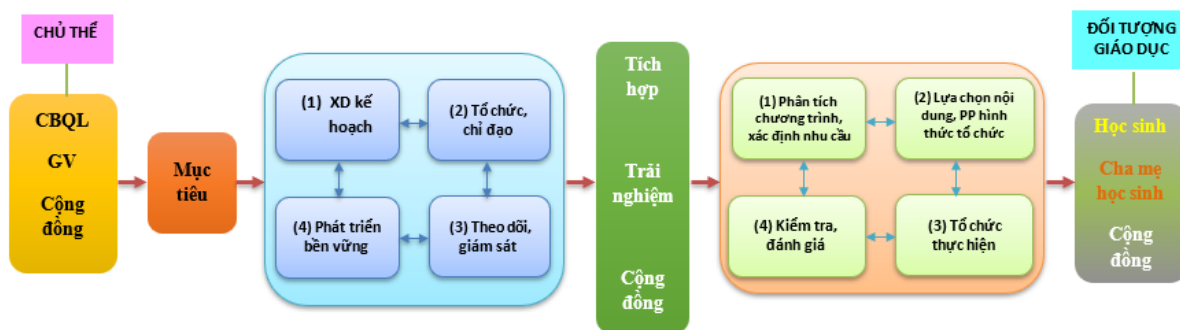 CHỦ THỂ
CBQL
GV
Cộng
đồng
Mục
tiêu
(1) XD kế
hoạch
(2) Tổ chức,
chỉ đạo
(4) Phát triển
bền vững
(3) Theo dõi,
giám sát
Tích
hợp
Trải
nghiệm
Cộng
đồng
(1) Phân tích
chương trình,
xác định nhu cầu
(2) Lựa chọn nội
dung, PP hình
thức tổ chức
(4) Kiểm tra,
đánh giá
(3) Tổ chức
thực hiện
ĐỐI TƯỢNG
GIÁO DỤC
Học sinh
Cha mẹ
học sinh
Cộng
đồng